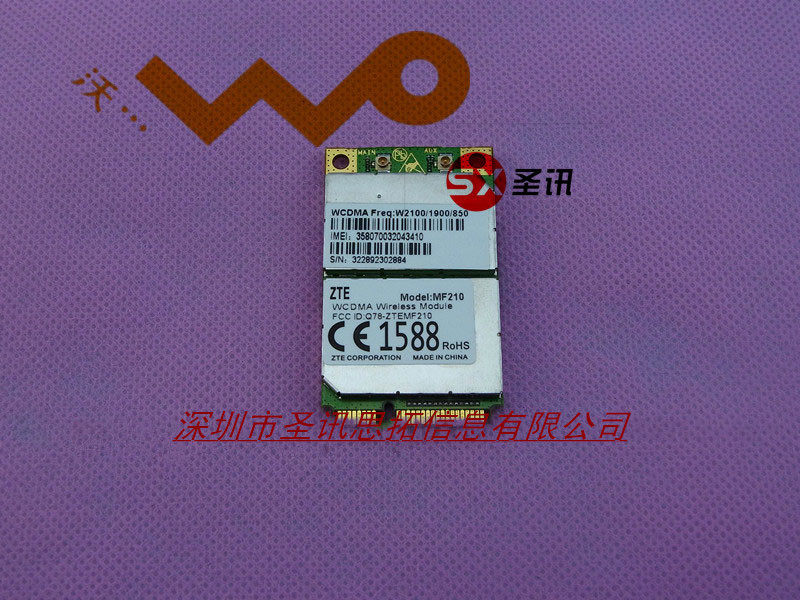 沃...
WO
MAIN
AUX
SX 圣讯
WCDMA Freq:W2100/1900/850
IMEI: 358070032043410
S/N: 322892302884
ZTE
Model:MF210
WCDMA Wireless Module
FCC ID:Q78-ZTEMF210
CE 1588 RoHS
ZTE CORPORATION MADE IN CHINA
深圳市圣讯思拓信息有限公司